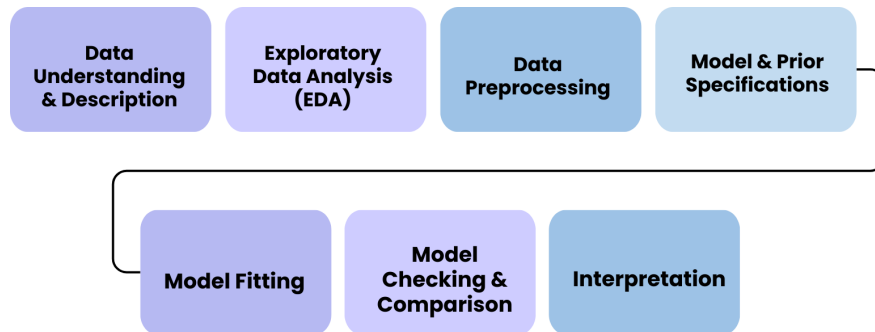 Data
Understanding
& Description
Exploratory
Data Analysis
(EDA)
Data
Preprocessing
Model & Prior
Specifications
Model Fitting
Model
Checking &
Comparison
Interpretation